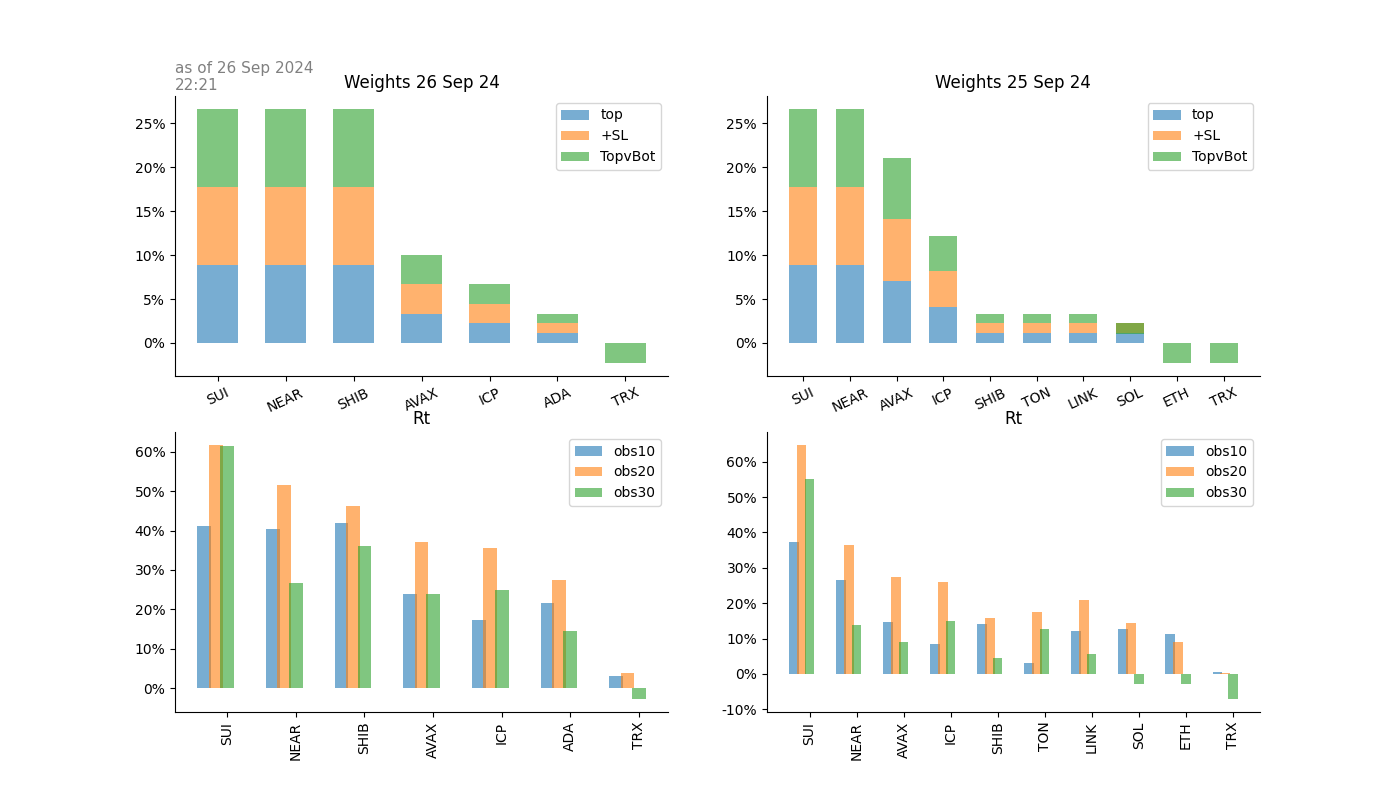 as of 26 Sep 2024
22:21
Weights 26 Sep 24
25%
20%
15%
10%
5%
0%
top
+SL
TopvBot
SUI NEAR SHIB AVAX ICP ADA TRX
Weights 25 Sep 24
25%
20%
15%
10%
5%
0%
top
+SL
TopvBot
SUI NEAR AVAX ICP SHIB TON LINK SOL ETH TRX
Rt
60%
50%
40%
30%
20%
10%
0%
obs10
obs20
obs30
SUI NEAR SHIB AVAX ICP ADA TRX
Rt
60%
50%
40%
30%
20%
10%
0%
-10%
obs10
obs20
obs30
SUI NEAR AVAX ICP SHIB TON LINK SOL ETH TRX